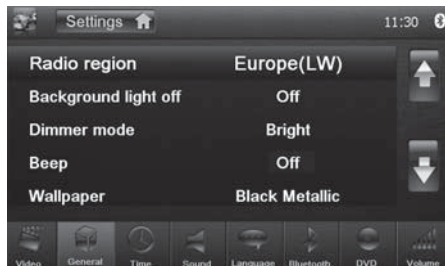 Settings 11:30
Radio region Europe(LW)
Background light off Off
Dimmer mode Bright
Beep Off
Wallpaper Black Metallic
Video General Time Sound Language Bluetooth DVD Volume